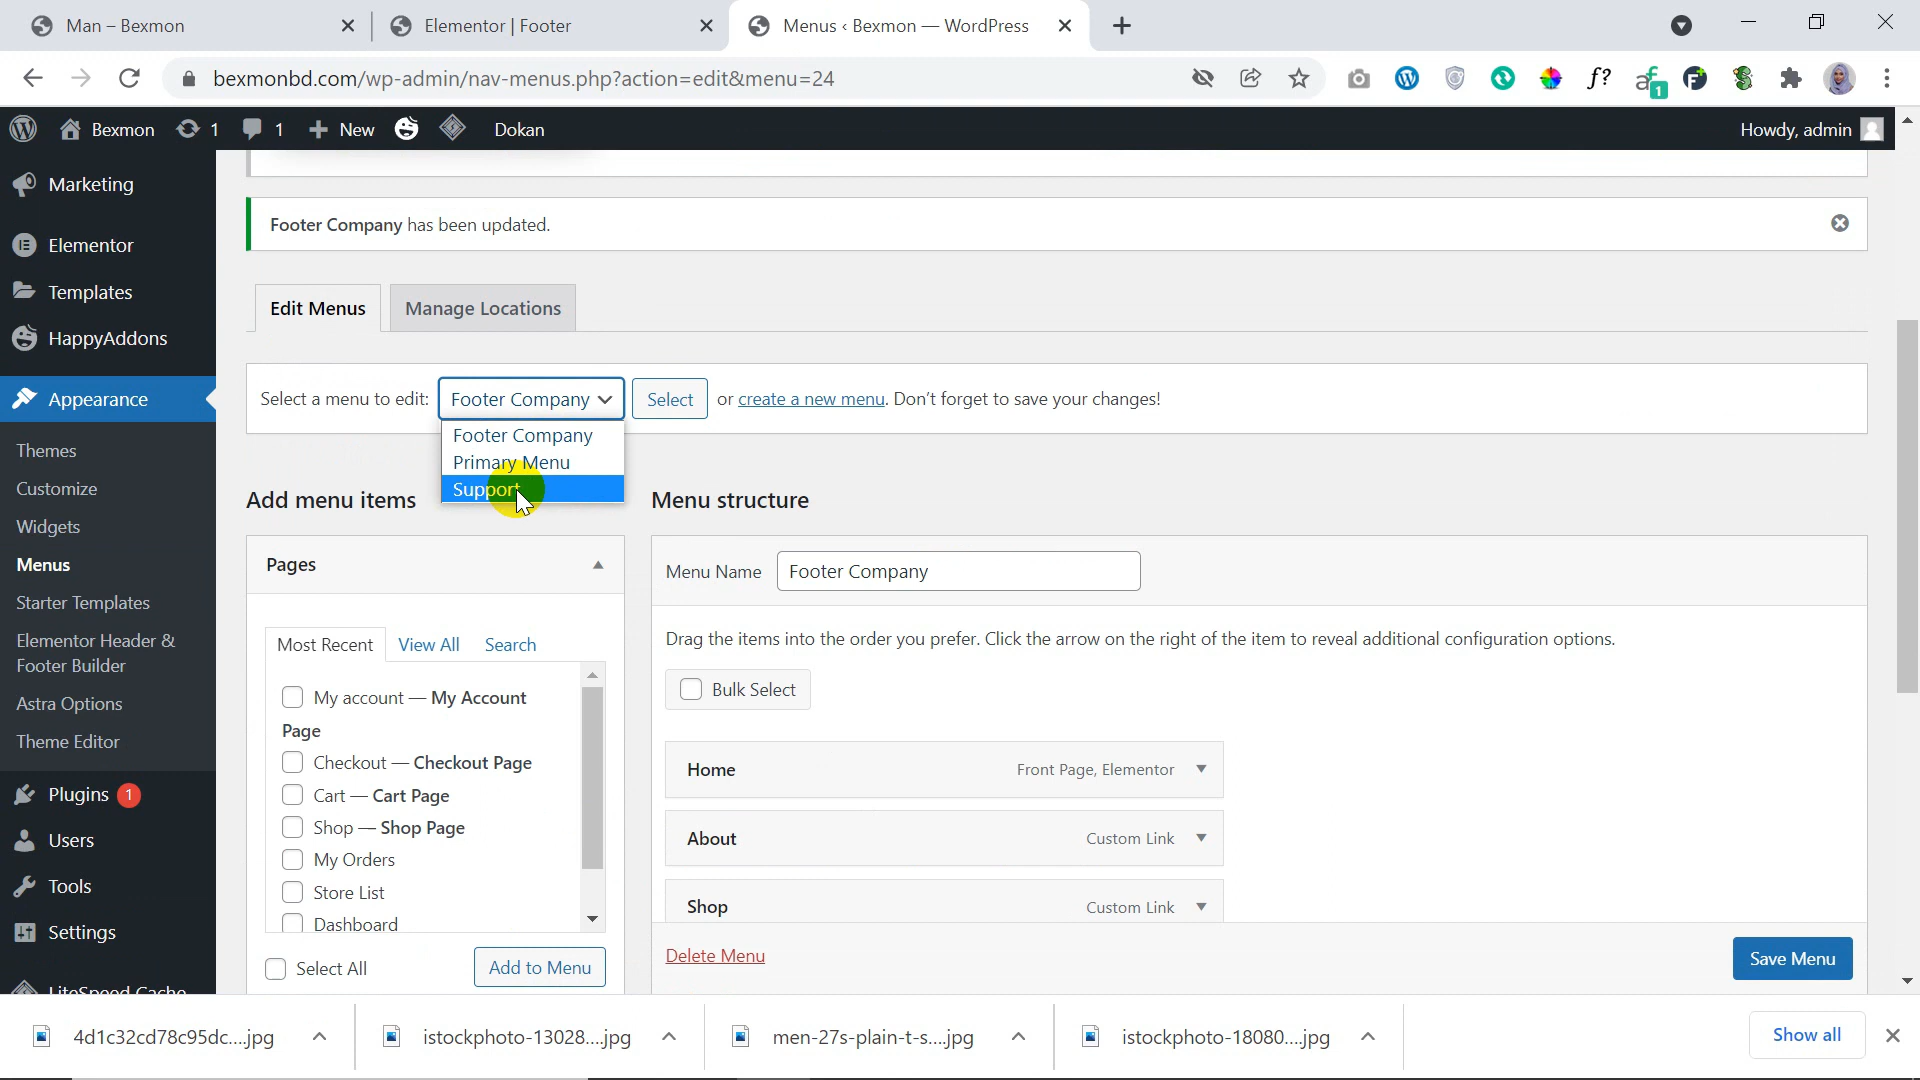 Man – Bexmon
Elementor | Footer
Menus ‹ Bexmon — WordPress
bexmonbd.com/wp-admin/nav-menus.php?action=edit&menu=24
f?
af 1
Bexmon
1
1
New
Dokan
Howdy, admin
Marketing
Elementor
Templates
HappyAddons
Appearance
Themes
Customize
Widgets
Menus
Starter Templates
Elementor Header &
Footer Builder
Astra Options
Theme Editor
Plugins 1
Users
Tools
Settings
LiteSpeed Cache
Footer Company has been updated.
Edit Menus
Manage Locations
Select a menu to edit:
Footer Company
Select
or create a new menu. Don’t forget to save your changes!
Footer Company
Primary Menu
Support
Add menu items
Menu structure
Pages
Most Recent
View All
Search
My account — My Account
Page
Checkout — Checkout Page
Cart — Cart Page
Shop — Shop Page
My Orders
Store List
Dashboard
Select All
Add to Menu
Menu Name
Footer Company
Drag the items into the order you prefer. Click the arrow on the right of the item to reveal additional configuration options.
Bulk Select
Home
Front Page, Elementor
About
Custom Link
Shop
Custom Link
Delete Menu
Save Menu
4d1c32cd78c95dc....jpg
istockphoto-13028....jpg
men-27s-plain-t-s....jpg
istockphoto-18080....jpg
Show all